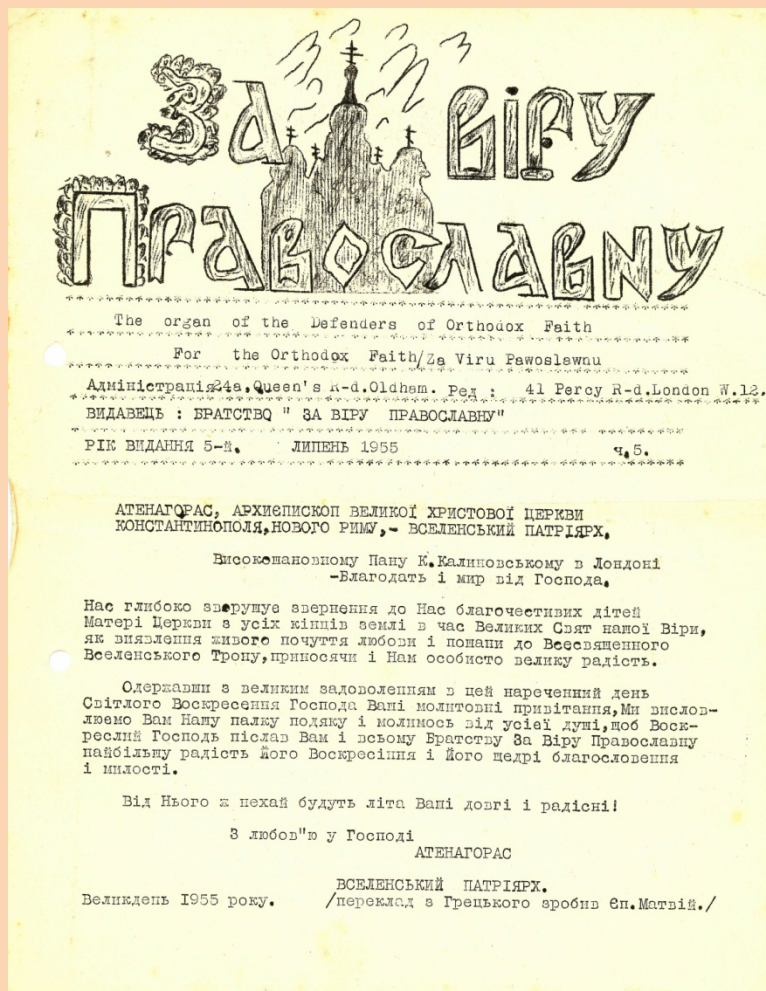 За віру
Православну
The organ of the Defenders of Orthodox Faith
For the Orthodox Faith/Za Viru Pawoslawnu
Адміністрація24a,Queen's R-d.Oldham. Ред : 41 Percy R-d.London W.12.
ВИДАВЕЦЬ : БРАТСТВО " ЗА ВІРУ ПРАВОСЛАВНУ"
РІК ВИДАННЯ 5-й. ЛИПЕНЬ 1955 ч.5.
АТЕНАГОРАС, АРХИЄПИСКОП ВЕЛИКОЇ ХРИСТОВОЇ ЦЕРКВИ
КОНСТАНТИНОПОЛЯ,НОВОГО РИМУ,- ВСЕЛЕНСЬКИЙ ПАТРІЯРХ.
Високошановному Пану К.Калиновському в Лондоні
-Благодать і мир від Господа.
Нас глибоко зворушує звернення до Нас благочестивих дітей
Матері Церкви з усіх кінців землі в час Великих Свят нашої Віри,
як виявлення живого почуття любови і пошани до Всесвященного
Вселенського Трону,приносячи і Нам особисто велику радість.
Одержавши з великим задоволенням в цей нареченний день
Світлого Воскресення Господа Ваші молитовні привітання,Ми вислов-
люємо Вам Нашу палку подяку і молимось від усієї душі,щоб Воск-
реслий Господь післав Вам і всьому Братству За Віру Православну
найбільшу радість Його Воскресіння і Його щедрі благословення
і милості.
Від Нього ж нехай будуть літа Ваші довгі і радісні!
З любов"ю у Господі
АТЕНАГОРАС
ВСЕЛЕНСЬКИЙ ПАТРІЯРХ.
Великдень 1955 року. /переклад з Грецького зробив Єп.Матвій./